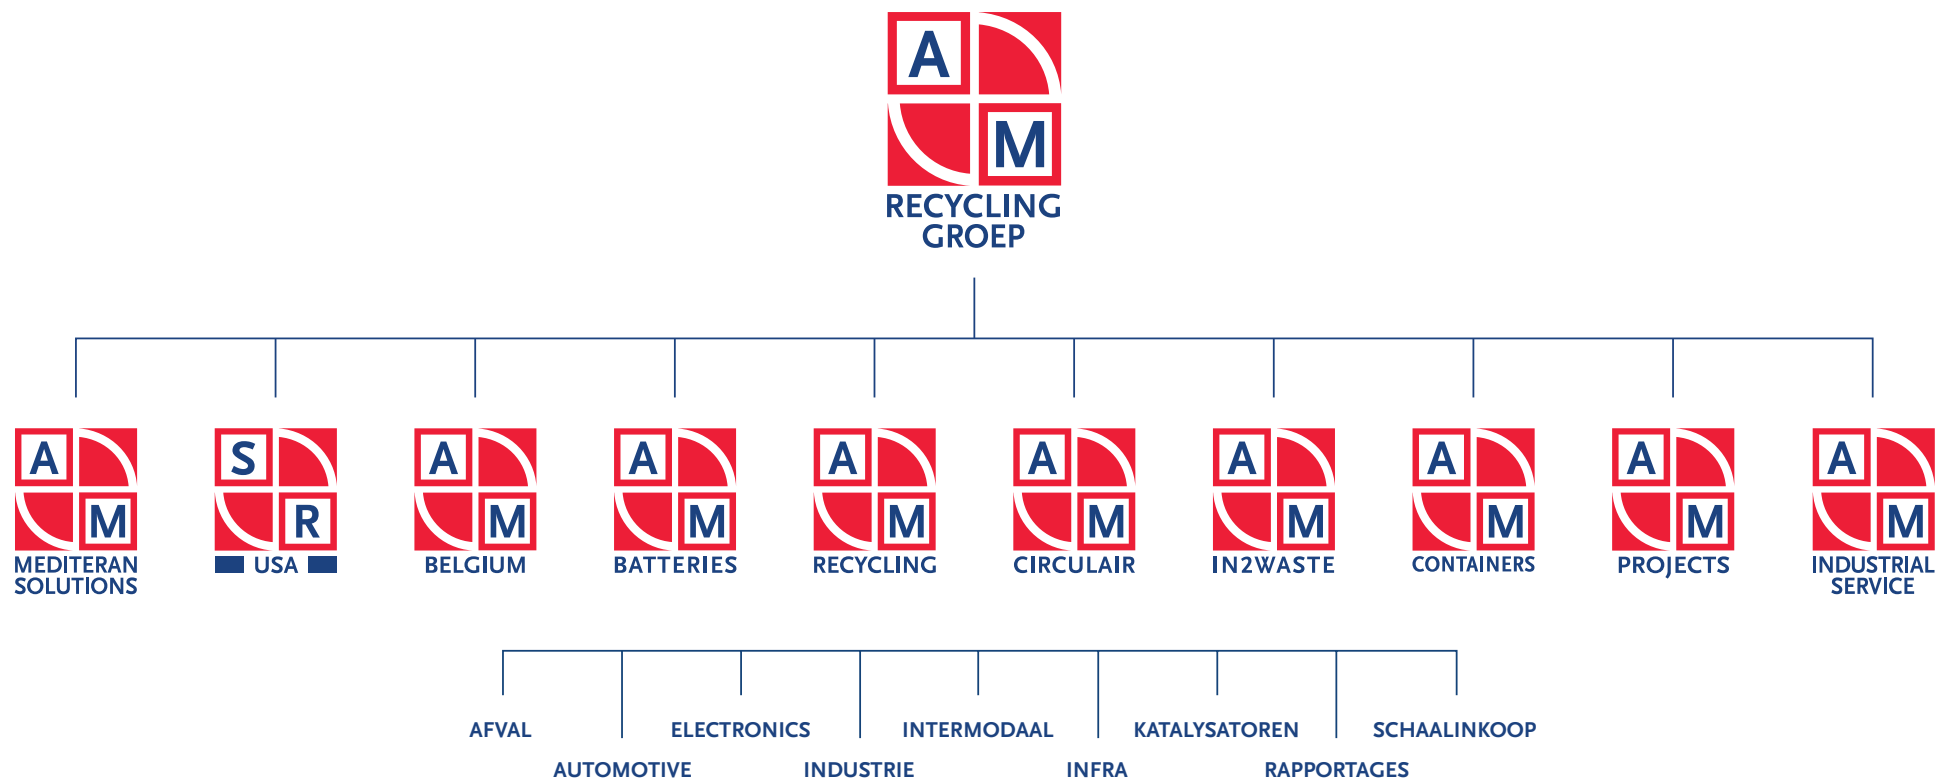 A
M
RECYCLING
GROEP
A
M
MEDITERAN
SOLUTIONS
S
R
USA
A
M
BELGIUM
A
M
BATTERIES
A
M
RECYCLING
A
M
CIRCULAIR
A
M
IN2WASTE
A
M
CONTAINERS
A
M
PROJECTS
A
M
INDUSTRIAL
SERVICE
AFVAL
AUTOMOTIVE
ELECTRONICS
INDUSTRIE
INTERMODAAL
INFRA
KATALYSATOREN
RAPPORTAGES
SCHAALINKOOP